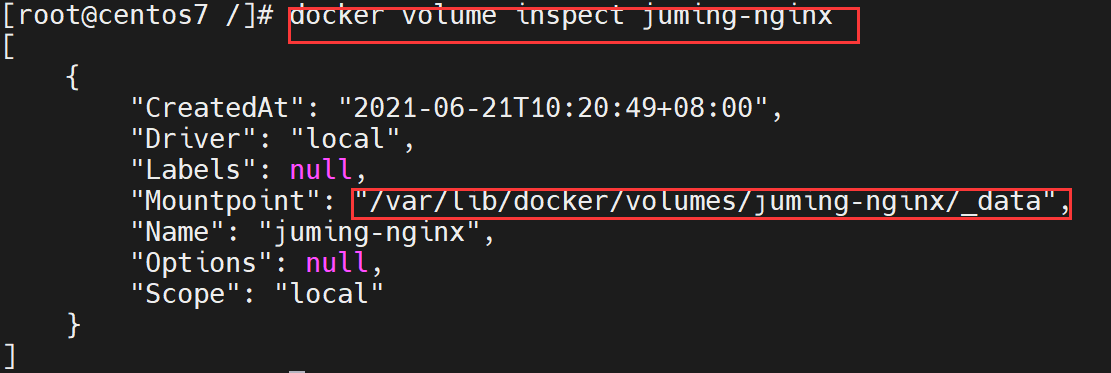 [root@centos7 /]# docker volume inspect juming-nginx
[
    {
        "CreatedAt": "2021-06-21T10:20:49+08:00",
        "Driver": "local",
        "Labels": null,
        "Mountpoint": "/var/lib/docker/volumes/juming-nginx/_data",
        "Name": "juming-nginx",
        "Options": null,
        "Scope": "local"
    }
]